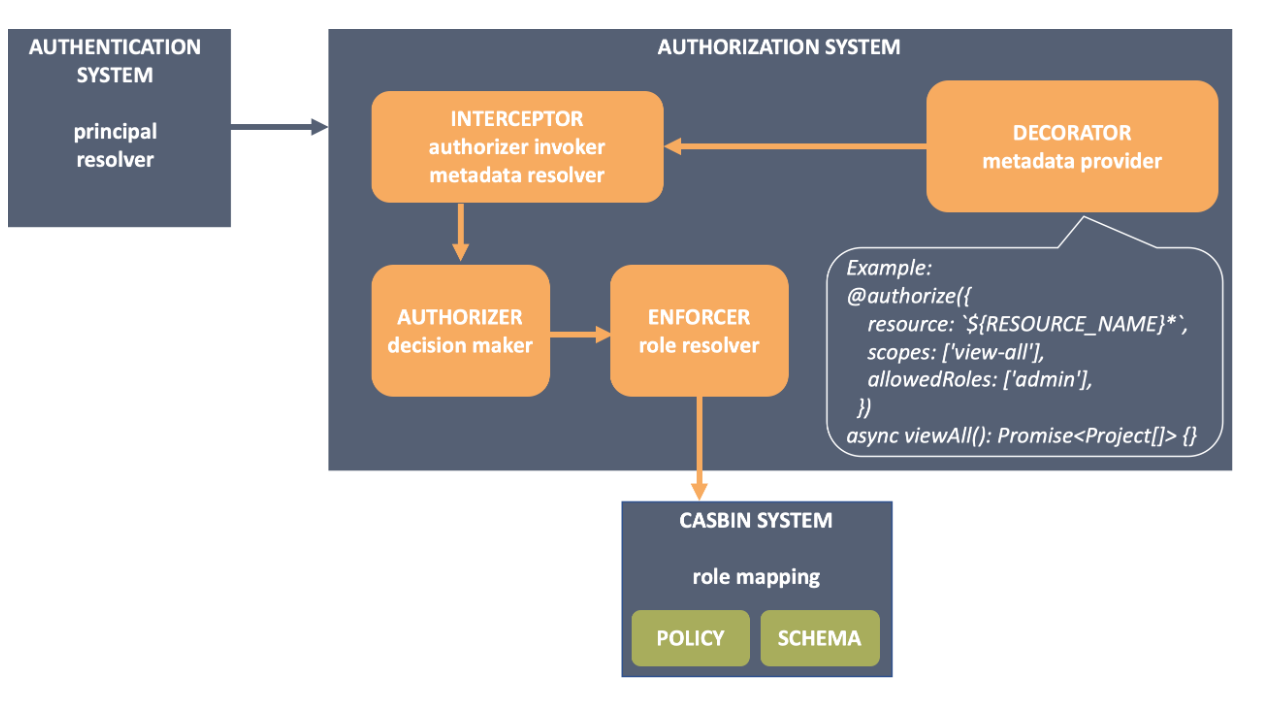 AUTHENTICATION
SYSTEM
principal
resolver
AUTHORIZATION SYSTEM
INTERCEPTOR
authorizer invoker
metadata resolver
DECORATOR
metadata provider
AUTHORIZER
decision maker
ENFORCER
role resolver
Example:
@authorize({
resource: `${RESOURCE_NAME}*`,
scopes: ['view-all'],
allowedRoles: ['admin'],
})
async viewAll(): Promise<Project[]> {}
CASBIN SYSTEM
role mapping
POLICY
SCHEMA